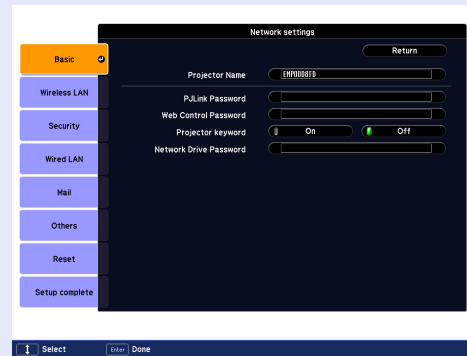 Network settings
Return
Basic
Projector Name EMP00D8FD
Wireless LAN
PJLink Password
Web Control Password
Security
Projector keyword On Off
Network Drive Password
Wired LAN
Mail
Others
Reset
Setup complete
Select Enter Done